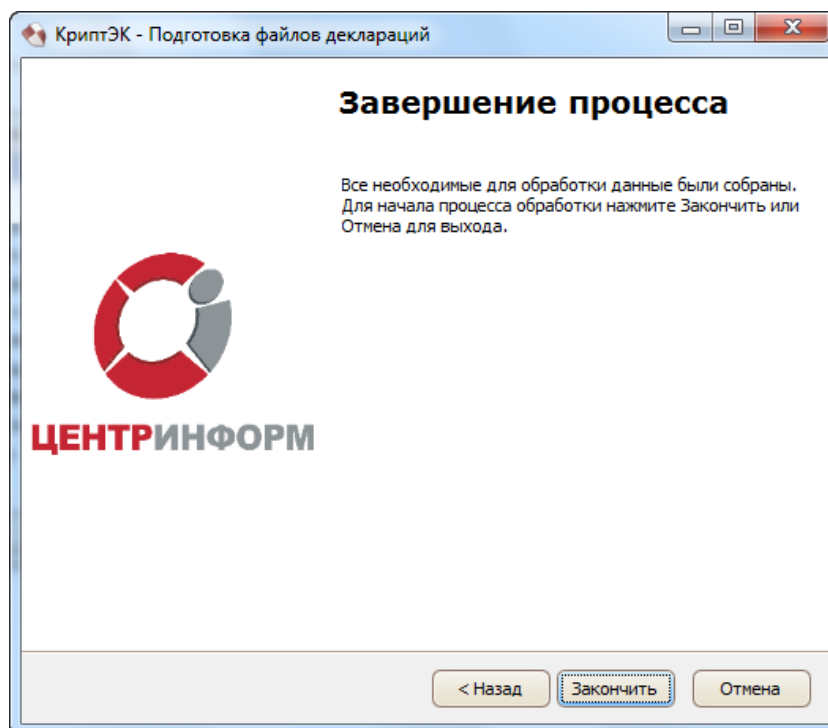 КриптЭК - Подготовка файлов деклараций
Завершение процесса
Все необходимые для обработки данные были собраны.
Для начала процесса обработки нажмите Закончить или
Отмена для выхода.
ЦЕНТРИНФОРМ
< Назад
Закончить
Отмена